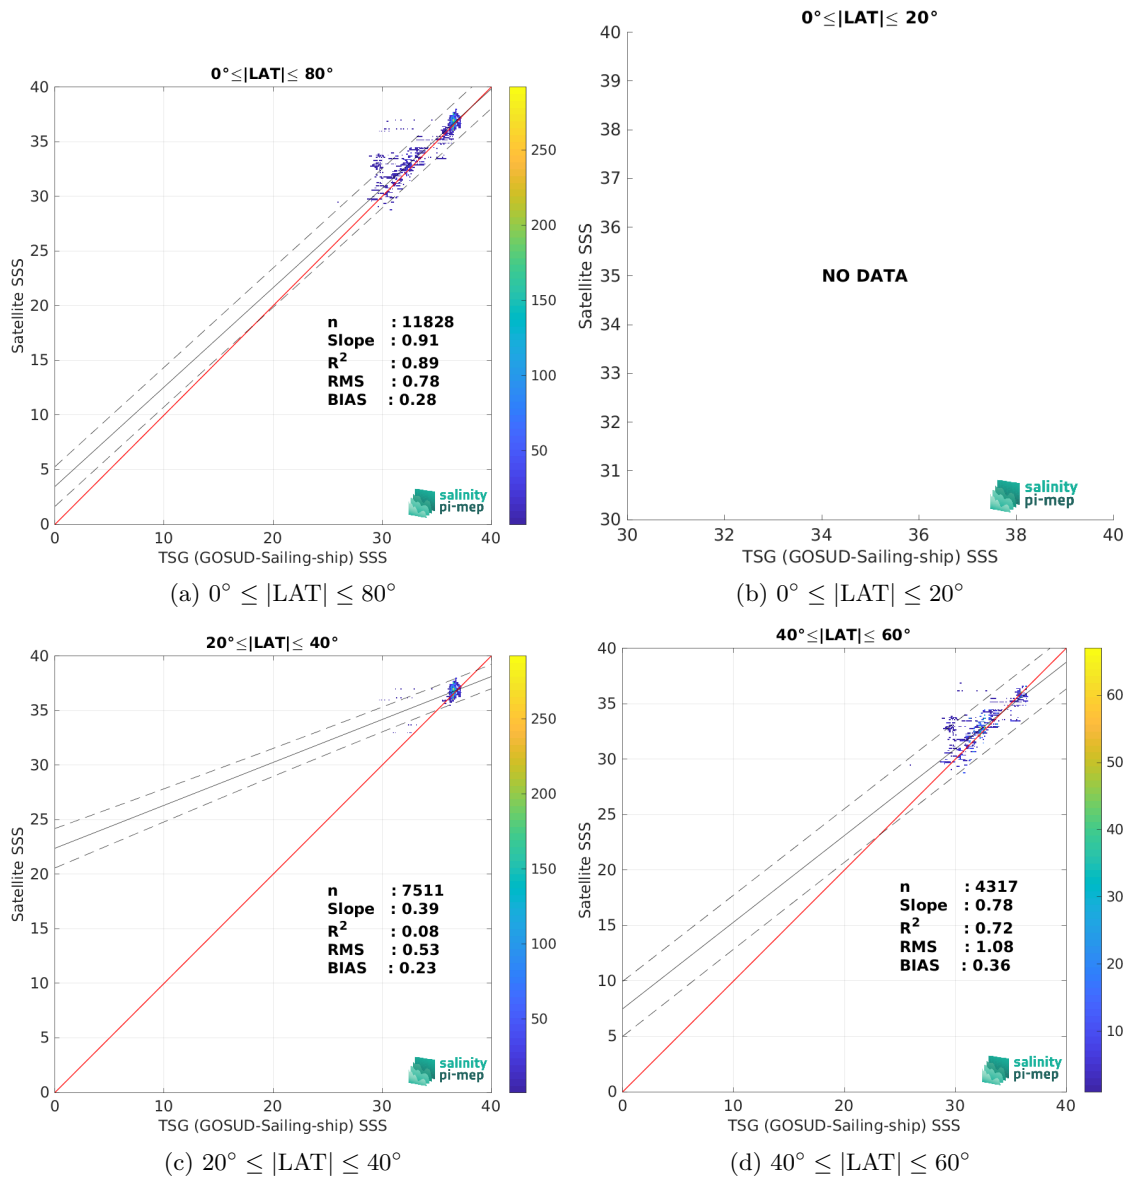 0°≤|LAT|≤ 80°
40
35
30
25
20
15
10
5
0
Satellite SSS
n : 11828
Slope : 0.91
R² : 0.89
RMS : 0.78
BIAS : 0.28
salinity
pi-mep
0 10 20 30 40
TSG (GOSUD-Sailing-ship) SSS
250
200
150
100
50
(a) 0° ≤ |LAT| ≤ 80°
0°≤|LAT|≤ 20°
40
39
38
37
36
35
34
33
32
31
30
Satellite SSS
NO DATA
salinity
pi-mep
30 32 34 36 38 40
TSG (GOSUD-Sailing-ship) SSS
(b) 0° ≤ |LAT| ≤ 20°
20°≤|LAT|≤ 40°
40
35
30
25
20
15
10
5
0
Satellite SSS
n : 7511
Slope : 0.39
R² : 0.08
RMS : 0.53
BIAS : 0.23
salinity
pi-mep
0 10 20 30 40
TSG (GOSUD-Sailing-ship) SSS
250
200
150
100
50
(c) 20° ≤ |LAT| ≤ 40°
40°≤|LAT|≤ 60°
40
35
30
25
20
15
10
5
0
Satellite SSS
n : 4317
Slope : 0.78
R² : 0.72
RMS : 1.08
BIAS : 0.36
salinity
pi-mep
0 10 20 30 40
TSG (GOSUD-Sailing-ship) SSS
60
50
40
30
20
10
(d) 40° ≤ |LAT| ≤ 60°